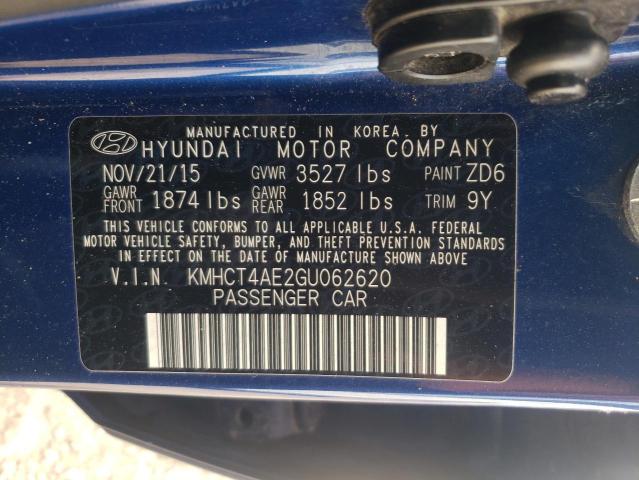 MANUFACTURED IN KOREA BY
HYUNDAI MOTOR COMPANY
NOV/21/15 GVWR 3527 lbs PAINT ZD6
GAWR FRONT 1874 lbs GAWR REAR 1852 lbs TRIM 9Y
THIS VEHICLE CONFORMS TO ALL APPLICABLE U.S.A. FEDERAL
MOTOR VEHICLE SAFETY, BUMPER, AND THEFT PREVENTION STANDARDS
IN EFFECT ON THE DATE OF MANUFACTURE SHOWN ABOVE.
V.I.N. KMHCT4AE2GU062620
PASSENGER CAR